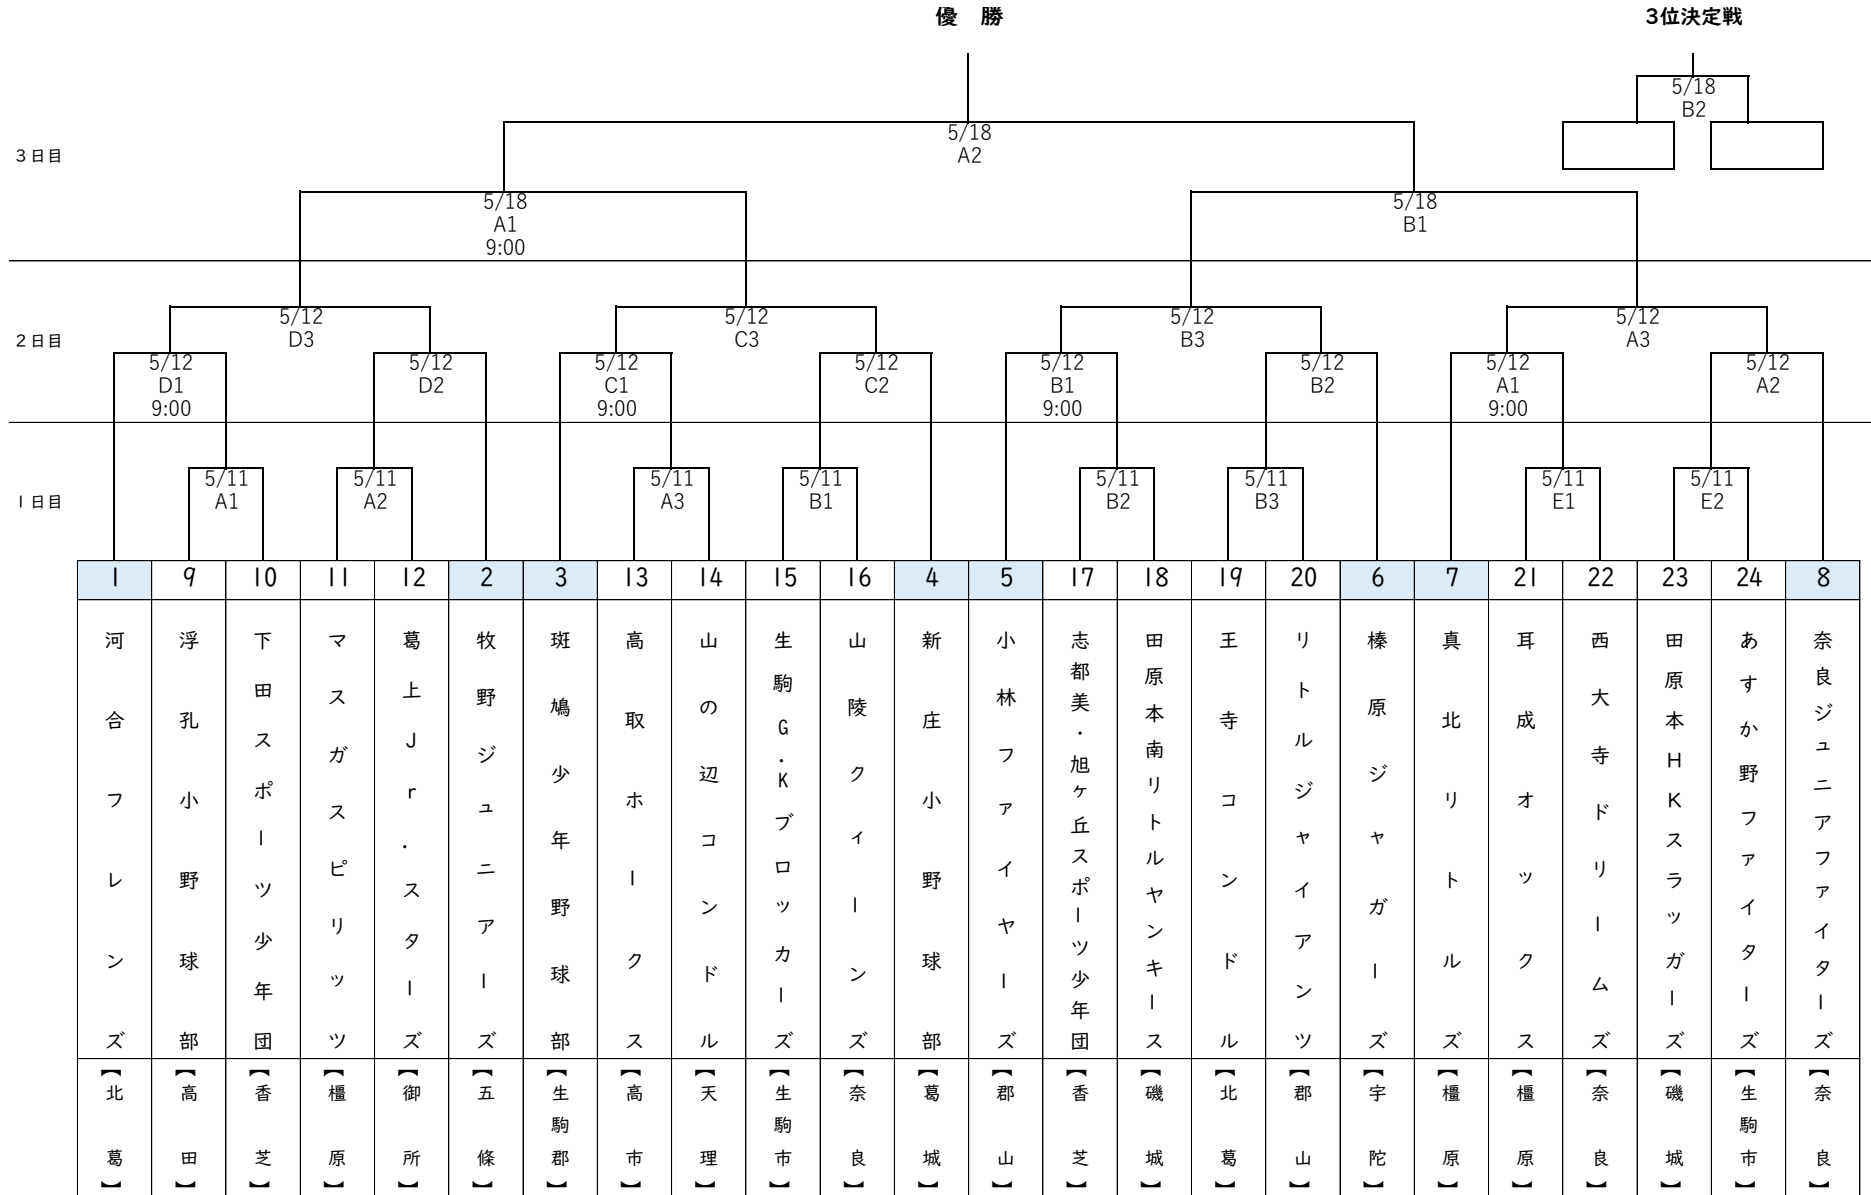 優　勝
3位決定戦
5/18
B2
5/18
A2
3日目
5/18
A1
9:00
5/18
B1
5/12
D3
5/12
C3
5/12
B3
5/12
A3
2日目
5/12
D1
9:00
5/12
D2
5/12
C1
9:00
5/12
C2
5/12
B1
9:00
5/12
B2
5/12
A1
9:00
5/12
A2
1日目
5/11
A1
5/11
A2
5/11
A3
5/11
B1
5/11
B2
5/11
B3
5/11
E1
5/11
E2
1
河合フレンズ
【北葛】
9
浮孔小野球部
【高田】
10
下田スポーツ少年団
【香芝】
11
マスガスピリッツ
【橿原】
12
葛上Jr.スターズ
【御所】
2
牧野ジュニアーズ
【五條】
3
斑鳩少年野球部
【生駒郡】
13
高取ホークス
【高市】
14
山の辺コンドル
【天理】
15
生駒G.Kブロッカーズ
【生駒市】
16
山陵クィーンズ
【奈良】
4
新庄小野球部
【葛城】
5
小林ファイヤーズ
【郡山】
17
志都美・旭ヶ丘スポーツ少年団
【香芝】
18
田原本南リトルヤンキース
【磯城】
19
王寺コンドル
【北葛】
20
リトルジャイアンツ
【郡山】
6
榛原ジャガーズ
【宇陀】
7
真北リトルズ
【橿原】
21
耳成オックス
【橿原】
22
西大寺ドリームズ
【奈良】
23
田原本HKスラッガーズ
【磯城】
24
あすか野ファイターズ
【生駒市】
8
奈良ジュニアファイターズ
【奈良】